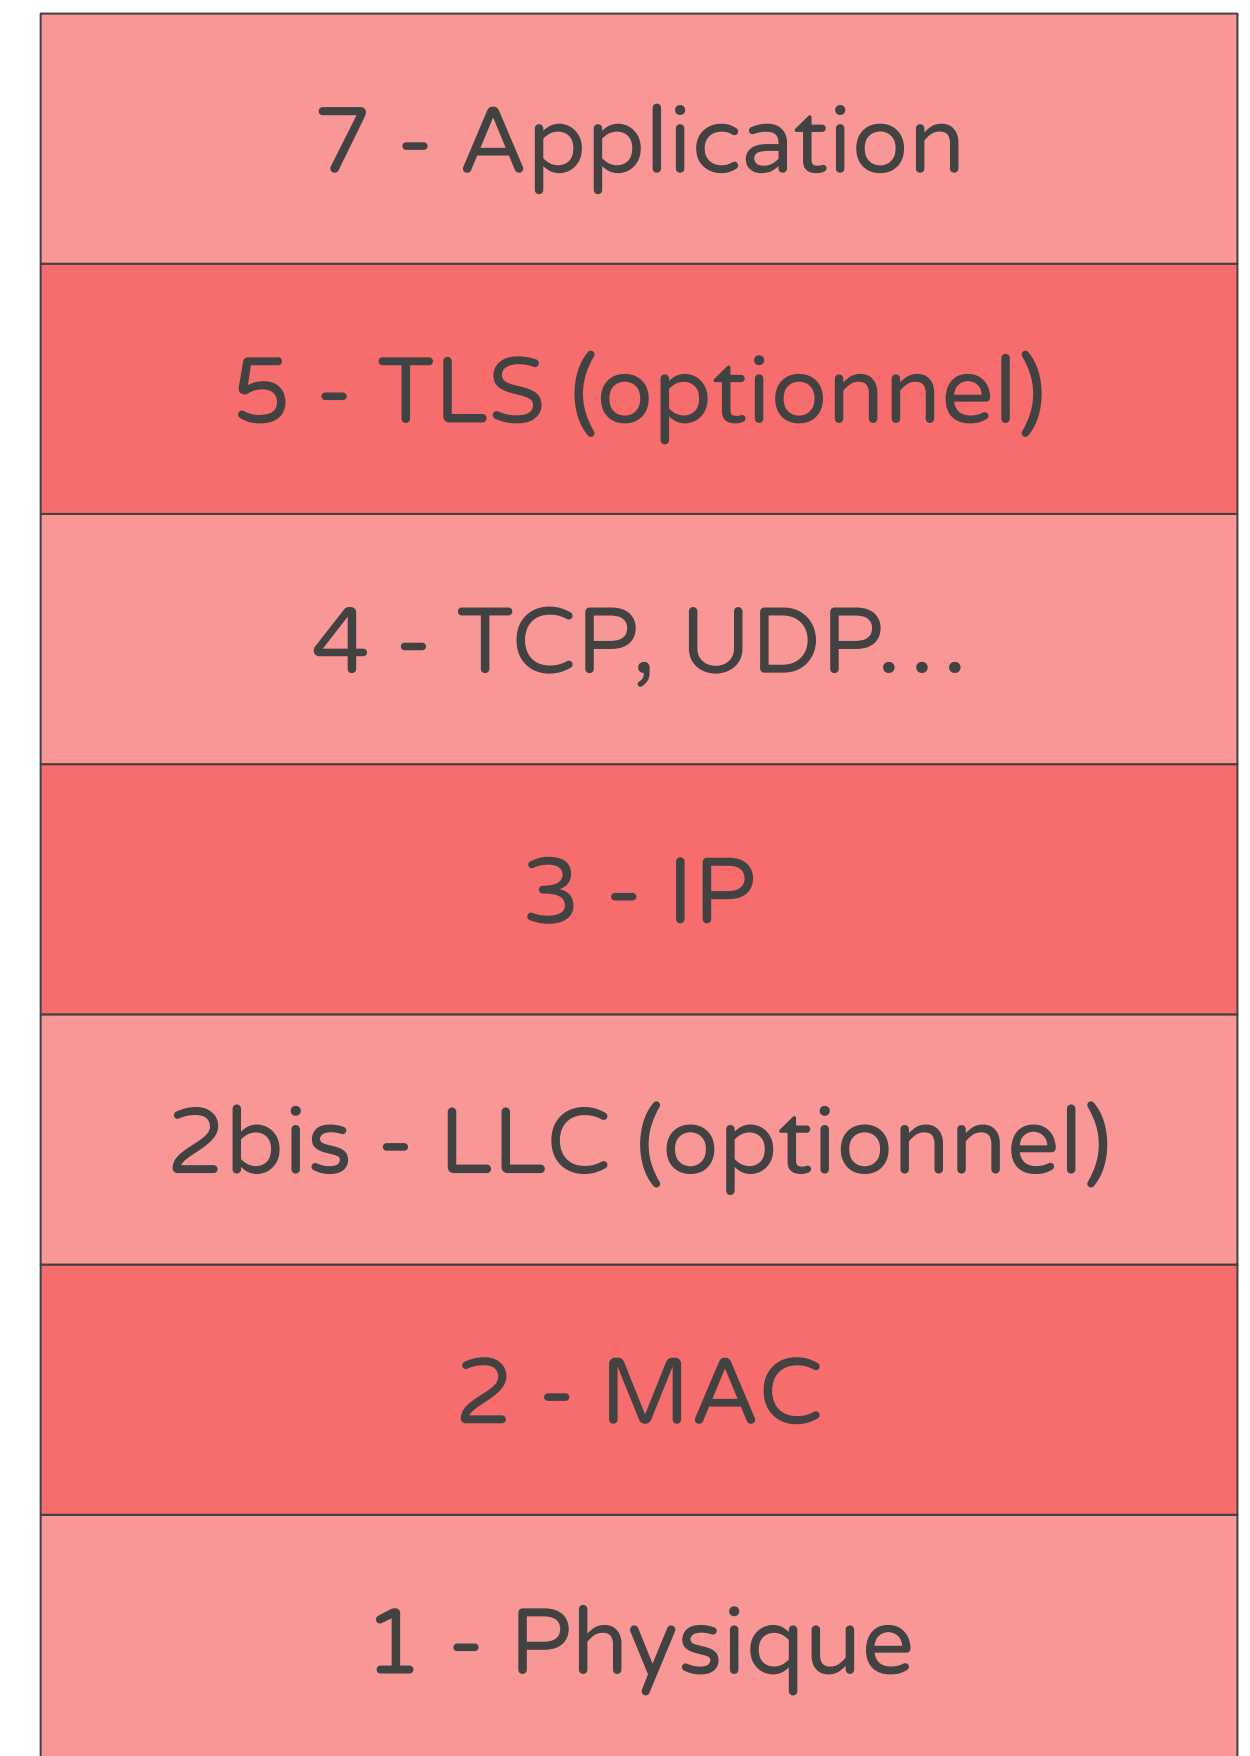 7 - Application
5 - TLS (optionnel)
4 - TCP, UDP...
3 - IP
2bis - LLC (optionnel)
2 - MAC
1 - Physique